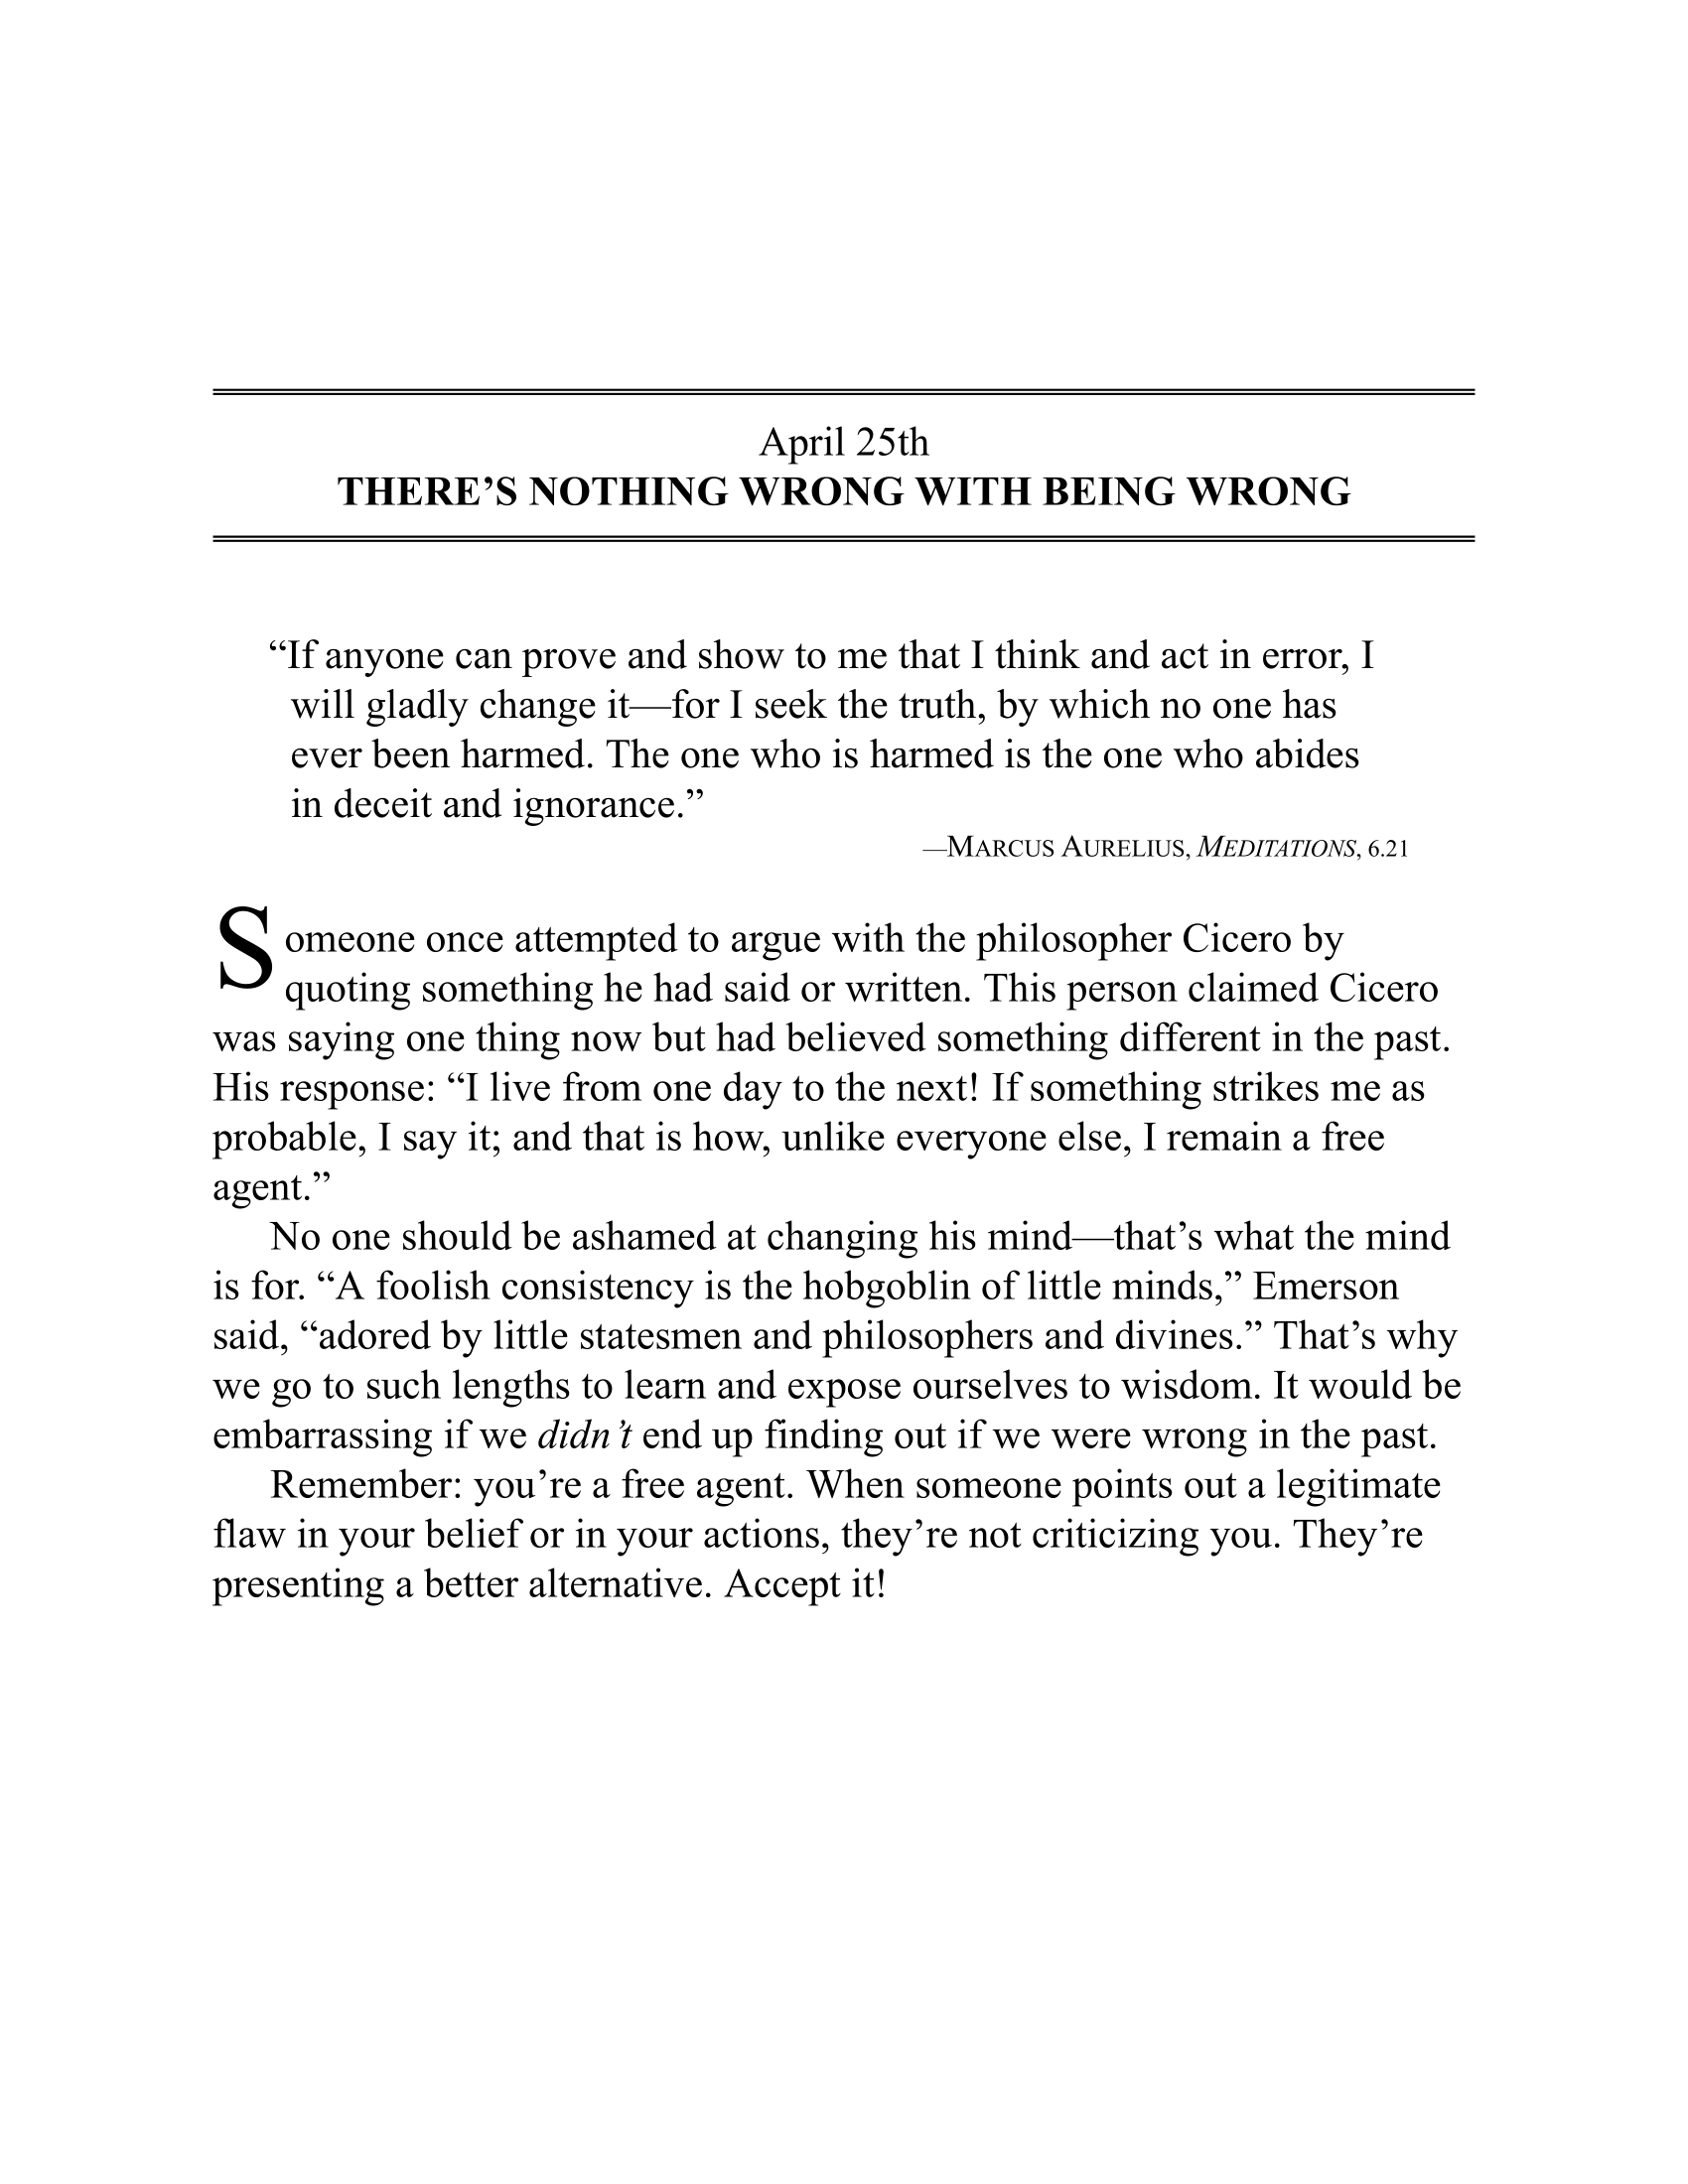 April 25th
THERE’S NOTHING WRONG WITH BEING WRONG
“If anyone can prove and show to me that I think and act in error, I
will gladly change it—for I seek the truth, by which no one has
ever been harmed. The one who is harmed is the one who abides
in deceit and ignorance.”
—MARCUS AURELIUS, MEDITATIONS, 6.21
Someone once attempted to argue with the philosopher Cicero by
quoting something he had said or written. This person claimed Cicero
was saying one thing now but had believed something different in the past.
His response: “I live from one day to the next! If something strikes me as
probable, I say it; and that is how, unlike everyone else, I remain a free
agent.”
No one should be ashamed at changing his mind—that’s what the mind
is for. “A foolish consistency is the hobgoblin of little minds,” Emerson
said, “adored by little statesmen and philosophers and divines.” That’s why
we go to such lengths to learn and expose ourselves to wisdom. It would be
embarrassing if we didn’t end up finding out if we were wrong in the past.
Remember: you’re a free agent. When someone points out a legitimate
flaw in your belief or in your actions, they’re not criticizing you. They’re
presenting a better alternative. Accept it!